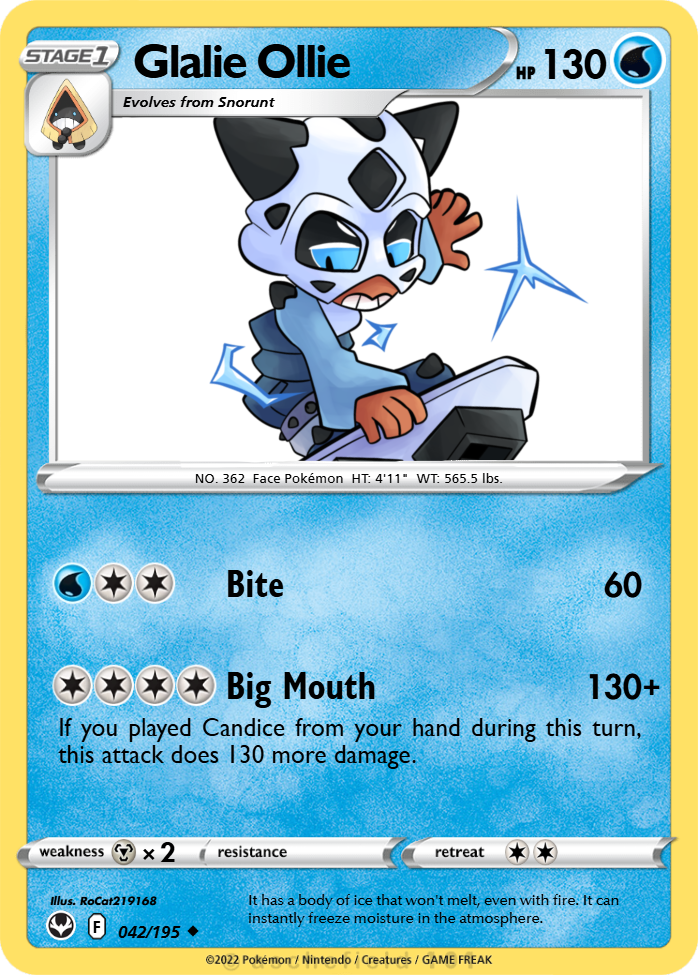 STAGE1
Glalie Ollie
HP 130
Evolves from Snorunt
NO. 362 Face Pokémon HT: 4'11" WT: 565.5 lbs.
Bite 60
Big Mouth 130+
If you played Candice from your hand during this turn,
this attack does 130 more damage.
weakness ×2 resistance retreat
Illus. RoCat219168
It has a body of ice that won't melt, even with fire. It can
instantly freeze moisture in the atmosphere.
F 042/195
©2022 Pokémon / Nintendo / Creatures / GAME FREAK